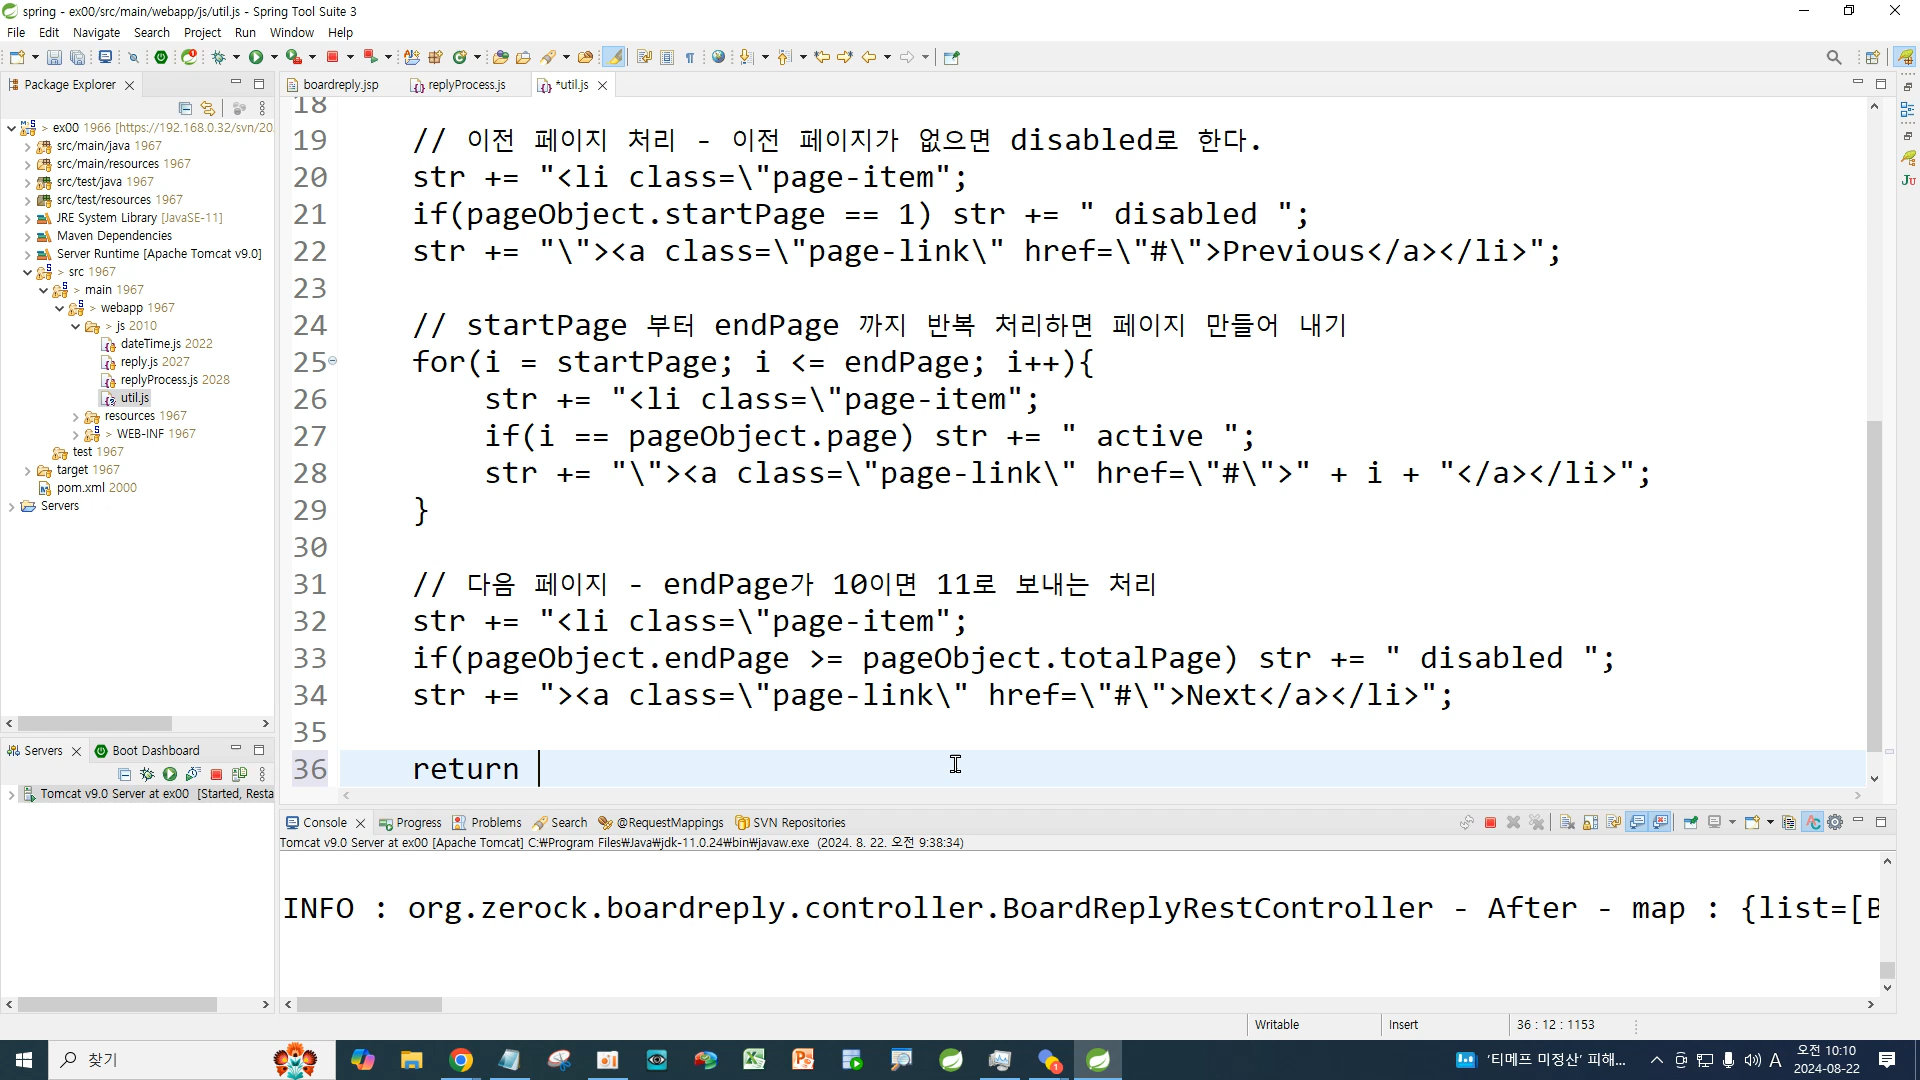 spring - ex00/src/main/webapp/js/util.js - Spring Tool Suite 3
File Edit Navigate Search Project Run Window Help
Package Explorer
boardreply.jsp replyProcess.js *util.js
> ex00 1966 [https://192.168.0.32/svn/20
src/main/java 1967
src/main/resources 1967
src/test/java 1967
src/test/resources 1967
JRE System Library [JavaSE-11]
Maven Dependencies
Server Runtime [Apache Tomcat v9.0]
> src 1967
> main 1967
> webapp 1967
> js 2010
dateTime.js 2022
reply.js 2027
replyProcess.js 2028
util.js
resources 1967
> WEB-INF 1967
test 1967
target 1967
pom.xml 2000
Servers
18
19 // 이전 페이지 처리 - 이전 페이지가 없으면 disabled로 한다.
20 str += "<li class=\"page-item";
21 if(pageObject.startPage == 1) str += " disabled ";
22 str += "\"><a class=\"page-link\" href=\"#\">Previous</a></li>";
23
24 // startPage 부터 endPage 까지 반복 처리하면 페이지 만들어 내기
25 for(i = startPage; i <= endPage; i++){
26 str += "<li class=\"page-item";
27 if(i == pageObject.page) str += " active ";
28 str += "\"><a class=\"page-link\" href=\"#\">" + i + "</a></li>";
29 }
30
31 // 다음 페이지 - endPage가 10이면 11로 보내는 처리
32 str += "<li class=\"page-item";
33 if(pageObject.endPage >= pageObject.totalPage) str += " disabled ";
34 str += "><a class=\"page-link\" href=\"#\">Next</a></li>";
35
36 return
Servers Boot Dashboard
Tomcat v9.0 Server at ex00 [Started, Resta
Console Progress Problems Search @RequestMappings SVN Repositories
Tomcat v9.0 Server at ex00 [Apache Tomcat] C:₩Program Files₩Java₩jdk-11.0.24₩bin₩javaw.exe (2024. 8. 22. 오전 9:38:34)
INFO : org.zerock.boardreply.controller.BoardReplyRestController - After - map : {list=[B
Writable Insert 36 : 12 : 1153
찾기
'티메프 미정산' 피해...
A
오전 10:10
2024-08-22